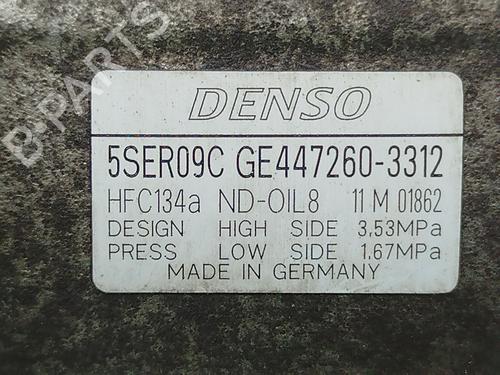 DENSO
5SER09C GE447260-3312
HFC134a ND-OIL8 11 M 01862
DESIGN HIGH SIDE 3.53MPa
PRESS LOW SIDE 1.67MPa
MADE IN GERMANY
B-PARTS